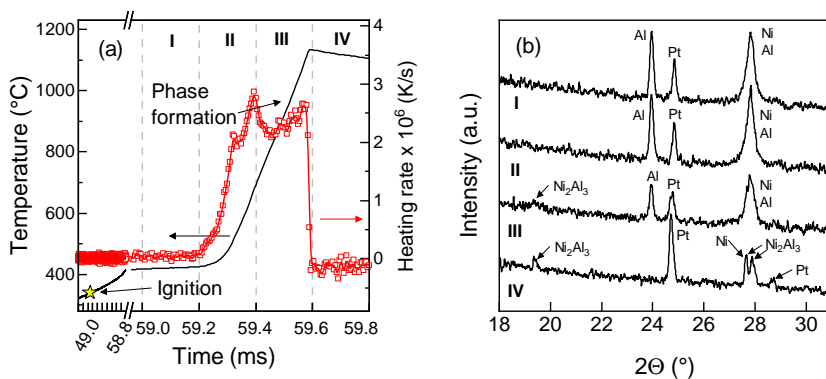 (a)
I II III IV
1200
1000
800
600
400
Temperature (°C)
Phase
formation
Ignition
4
3
2
1
0
Heating rate x 10⁶ (K/s)
49.0 58.8 59.0 59.2 59.4 59.6 59.8
Time (ms)
(b)
Intensity (a.u.)
Al Pt Ni
Al
I
Al Pt Ni
Al
II
Ni₂Al₃ Al Pt Ni
Al
III
Ni₂Al₃ Pt Ni Ni₂Al₃ Pt
IV
18 20 22 24 26 28 30
2Θ (°)